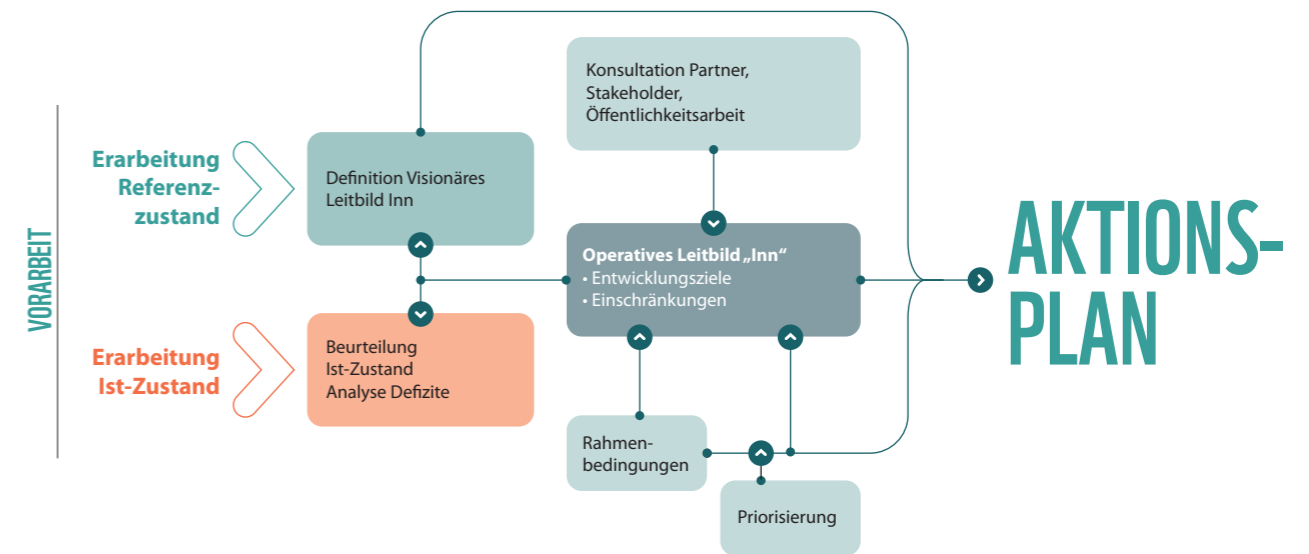 VORARBEIT
Erarbeitung
Referenz-
zustand
Definition Visionäres
Leitbild Inn
Erarbeitung
Ist-Zustand
Beurteilung
Ist-Zustand
Analyse Defizite
Konsultation Partner,
Stakeholder,
Öffentlichkeitsarbeit
Operatives Leitbild „Inn“
• Entwicklungsziele
• Einschränkungen
Rahmen-
bedingungen
Priorisierung
AKTIONS-
PLAN